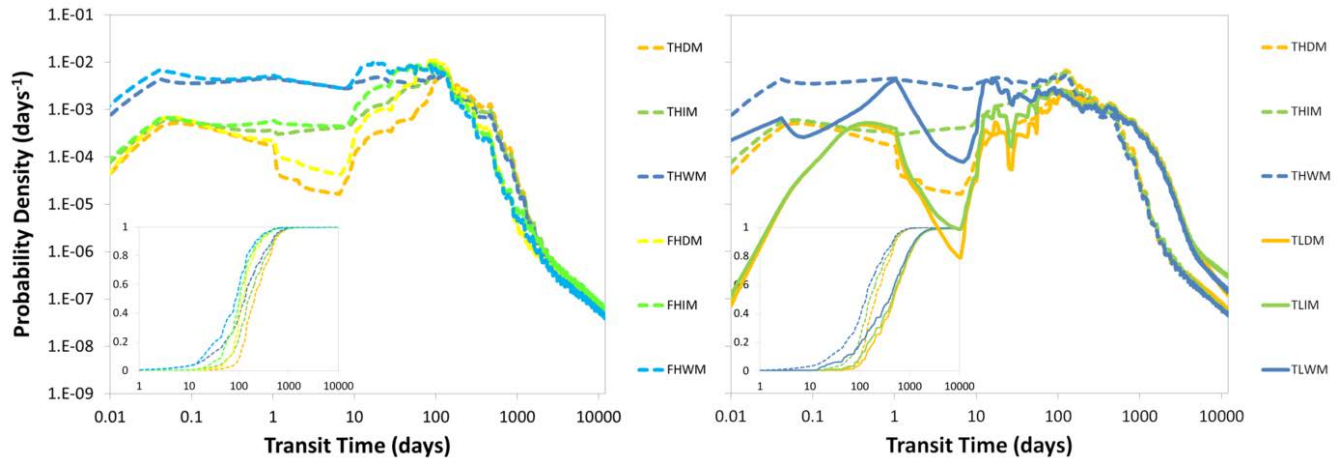 Probability Density (days⁻¹)
1.E-01
1.E-02
1.E-03
1.E-04
1.E-05
1.E-06
1.E-07
1.E-08
1.E-09
0.01 0.1 1 10 100 1000 10000
Transit Time (days)
1
0.8
0.6
0.4
0.2
0
1 10 100 1000 10000
THDM
THIM
THWM
FHDM
FHIM
FHWM
0.01 0.1 1 10 100 1000 10000
Transit Time (days)
1
0.8
0.6
0.4
0.2
0
1 10 100 1000 10000
THDM
THIM
THWM
TLDM
TLIM
TLWM